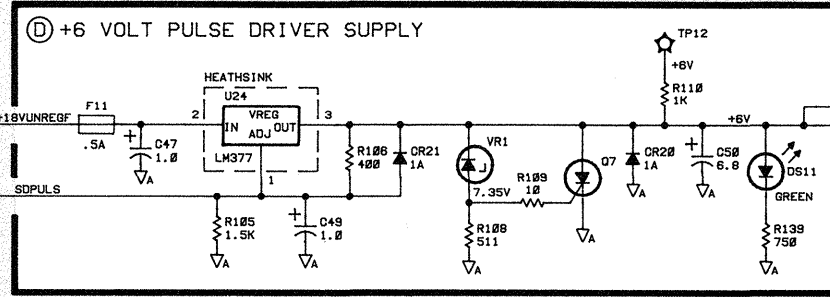 D +6 VOLT PULSE DRIVER SUPPLY
TP12
+6V
HEATHSINK
R110
1K
U24
F11
2
VREG
3
+18VUNREGF
IN
OUT
+6V
ADJ
.5A
+
C47
1.0
LM377
R106
400
CR21
1A
VR1
Q7
CR20
1A
+
C50
6.8
DS11
A
1
7.35V
R109
10
A
A
GREEN
SDPULS
R105
1.5K
+
C49
1.0
R108
511
A
R139
750
A
A
A
A